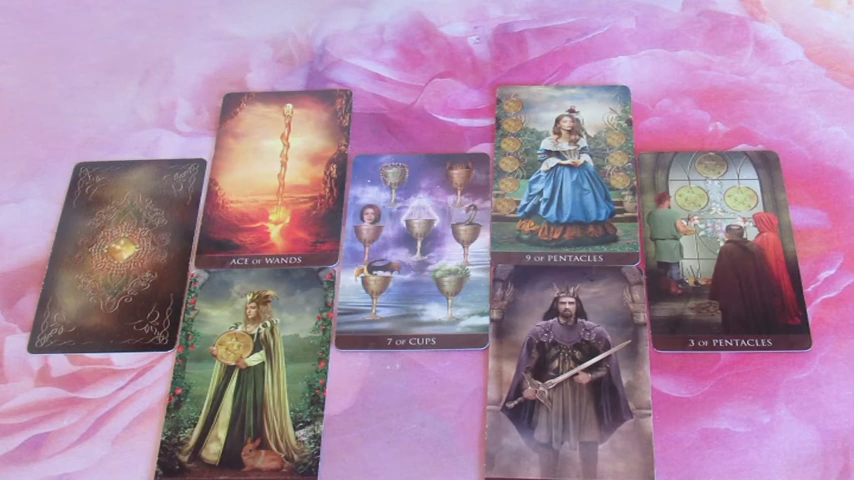 ACE OF WANDS
9 OF PENTACLES
7 OF CUPS
3 OF PENTACLES